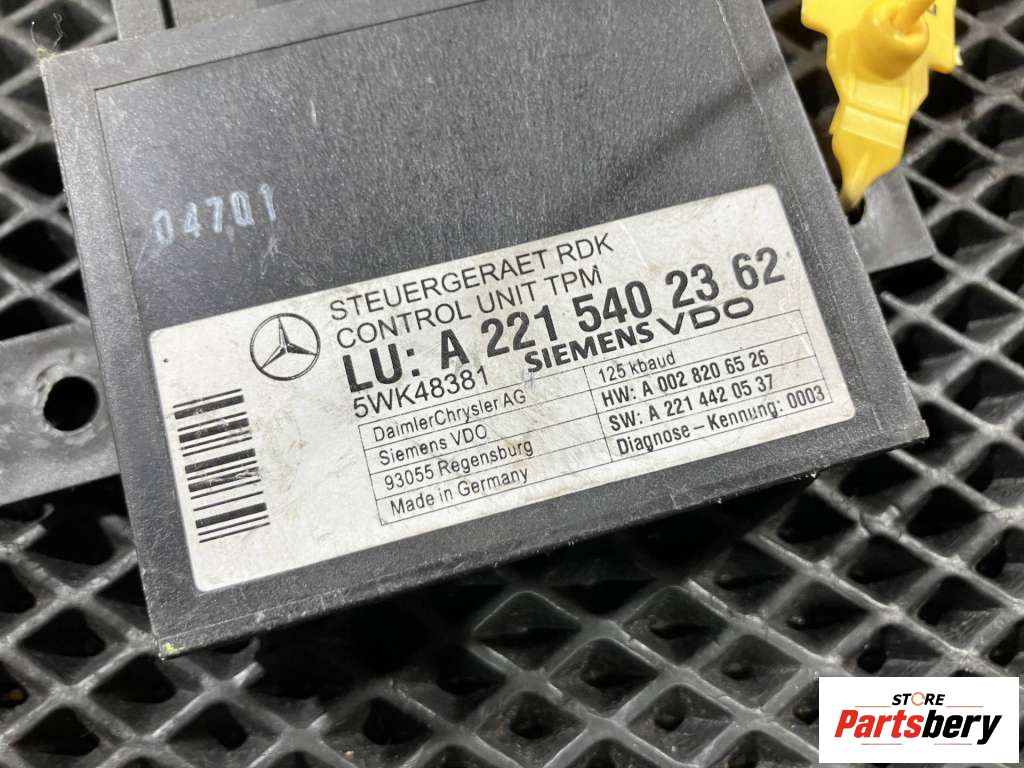 04701
STEUERGERAET RDK
CONTROL UNIT TPM
LU: A 221 540 23 62
5WK48381 SIEMENS VDO
DaimlerChrysler AG 125 kbaud
Siemens VDO HW: A 002 820 65 26
93055 Regensburg SW: A 221 442 05 37
Made in Germany Diagnose - Kennung: 0003
STORE
Partsbery